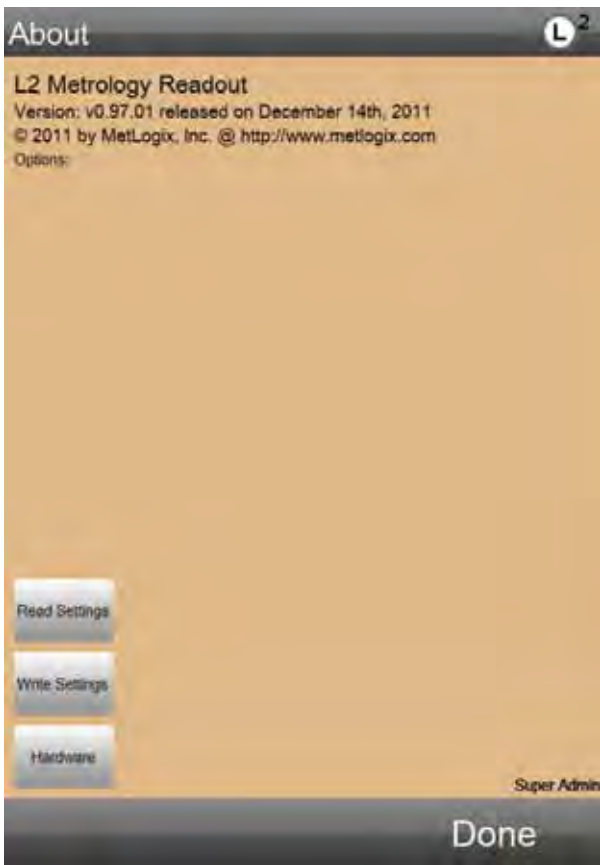 About
L 2
L2 Metrology Readout
Version: v0.97.01 released on December 14th, 2011
© 2011 by MetLogix, Inc. @ http://www.metlogix.com
Options:
Read Settings
Write Settings
Hardware
Super Admin
Done